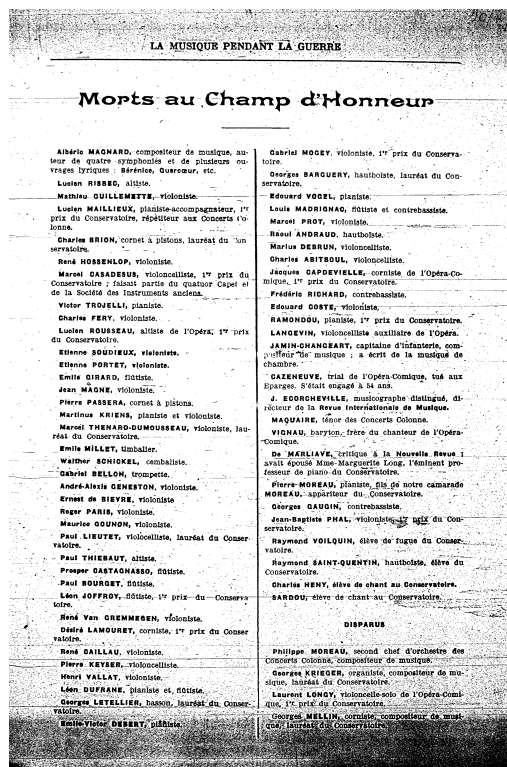 LA MUSIQUE PENDANT LA GUERRE
Morts au Champ d'Honneur
Albéric MAGNARD, compositeur de musique, au-
teur de quatre symphonies et de plusieurs ou-
vrages lyriques : Bérénice, Guercœur, etc.
Lucien RISBEC, altiste.
Mathieu GUILLEMETTE, violoniste.
Lucien MAILLIEUX, pianiste-accompagnateur, 1er
prix du Conservatoire, répétiteur aux Concerts Co-
lonne.
Charles BRION, cornet à pistons, lauréat du Con
servatoire.
René HOSSENLOP, violoniste.
Marcel CASADESUS, violoncelliste, 1er prix du
Conservatoire ; faisait partie du quatuor Capet et
de la Société des Instruments anciens.
Victor TROJELLI, pianiste.
Charles FERY, violoniste.
Lucien ROUSSEAU, altiste de l'Opéra, 1er prix
du Conservatoire.
Etienne SOUDIEUX, violoniste.
Etienne PORTET, violoniste.
Emile GIRARD, flûtiste.
Jean MAGNE, violoniste.
Pierre PASSERA, cornet à pistons.
Martinus KRIENS, pianiste et violoniste.
Marcel THENARD-DUMOUSSEAU, violoniste, lau-
réat du Conservatoire.
Emile MILLET, timbalier.
Walther SCHICKEL, cembaliste.
Gabriel BELLON, trompette.
André-Alexis GENESTON, violoniste.
Ernest de BIEVRE, violoniste
Roger PARIS, violoniste.
Maurice GOUNON, violoniste.
Paul LIEUTET, violocelliste, lauréat du Conser-
vatoire.
Paul THIEBAUT, altiste.
Prosper CASTAGNASSO, flûtiste.
Paul BOURGET, flûtiste.
Léon JOFFROY, flûtiste, 1er prix du Conserva
toire.
René Van GREMMEGEN, violoniste.
Désiré LAMOURET, corniste, 1er prix du Conser
vatoire.
René GAILLAU, violoniste.
Pierre KEYSER, violoncelliste.
Henri VALLAT, violoniste.
Léon DUFRANE, pianiste et flûtiste.
Georges LETELLIER, basson, lauréat du Conser-
vatoire.
Emile-Victor DEBERT, pianiste.
Gabriel MOGEY, violoniste, 1er prix du Conserva-
toire.
Georges BARGUERY, hautboïste, lauréat du Con-
servatoire.
Edouard VOGEL, pianiste.
Louis MADRIGNAC, flûtiste et contrebassiste.
Marcel PROT, violoniste.
Raoul ANDRAUD, hautboïste.
Marius DEBRUN, violoncelliste.
Charles ABITBOUL, violoncelliste.
Jacques CAPDEVIELLE, corniste de l'Opéra-Co-
mique, 1er prix du Conservatoire.
Frédéric RICHARD, contrebassiste.
Edouard COSTE, violoniste.
RAMONDOU, pianiste, 1er prix du Conservatoire.
LANGEVIN, violoncelliste auxiliaire de l'Opéra.
JAMIN-CHANGEART, capitaine d'infanterie, com-
positeur de musique ; a écrit de la musique de
chambre.
CAZENEUVE, trial de l'Opéra-Comique, tué aux
Eparges. S'était engagé à 54 ans.
J. ECORCHEVILLE, musicographe distingué, di-
recteur de la Revue Internationale de Musique.
MAQUAIRE, ténor des Concerts Colonne.
VIGNAU, baryton, frère du chanteur de l'Opéra-
Comique.
De MARLIAVE, critique à la Nouvelle Revue ;
avait épousé Mme Marguerite Long, l'éminent pro-
fesseur de piano du Conservatoire.
Pierre MOREAU, pianiste, fils de notre camarade
MOREAU, appariteur du Conservatoire.
Georges GAUGIN, contrebassiste.
Jean-Baptiste PHAL, violoniste, 1er prix du Con-
servatoire.
Raymond VOILQUIN, élève de fugue du Conser-
vatoire.
Raymond SAINT-QUENTIN, hautboïste, élève du
Conservatoire.
Charles HENY, élève de chant au Conservatoire.
SARDOU, élève de chant au Conservatoire.
DISPARUS
Philippe MOREAU, second chef d'orchestre des
Concerts Colonne, compositeur de musique.
Georges KRIEGER, organiste, compositeur de mu-
sique, lauréat du Conservatoire.
Laurent LONGY, violoncelle-solo de l'Opéra-Comi-
que, 1er prix du Conservatoire.
Georges MELLIN, corniste, compositeur de musi-
que, lauréat du Conservatoire.